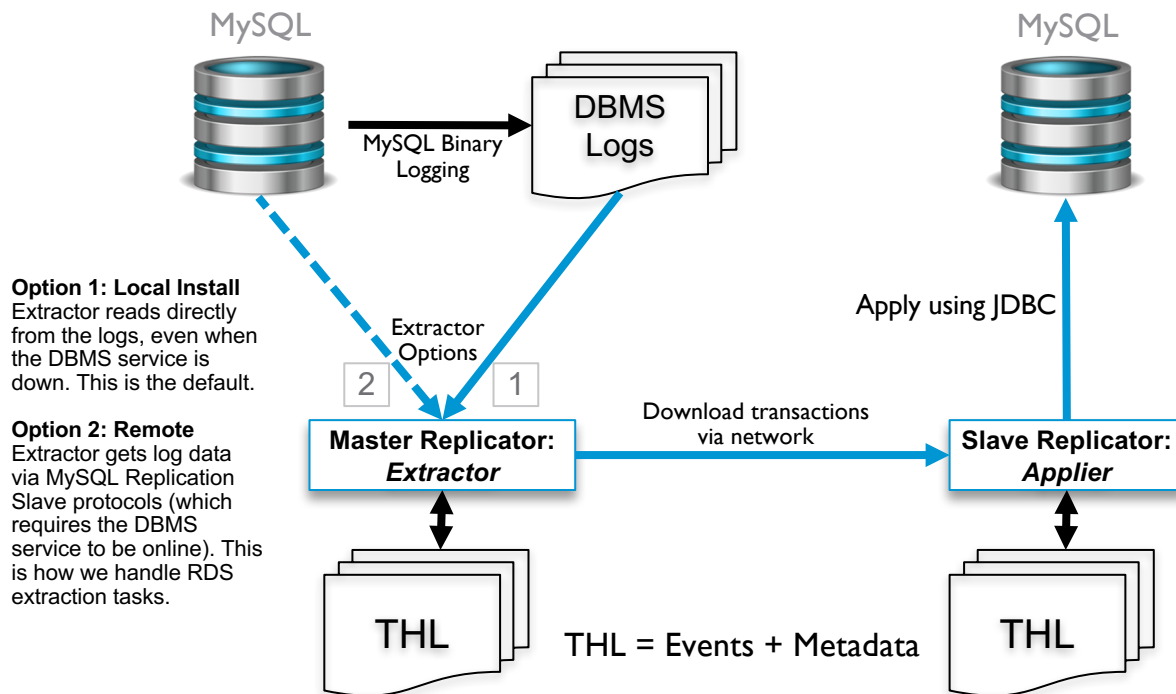 MySQL
MySQL
DBMS
Logs
MySQL Binary
Logging
Option 1: Local Install
Extractor reads directly
from the logs, even when
the DBMS service is
down. This is the default.
Extractor
Options
2
1
Apply using JDBC
Option 2: Remote
Extractor gets log data
via MySQL Replication
Slave protocols (which
requires the DBMS
service to be online). This
is how we handle RDS
extraction tasks.
Master Replicator:
Extractor
Download transactions
via network
Slave Replicator:
Applier
THL
THL = Events + Metadata
THL